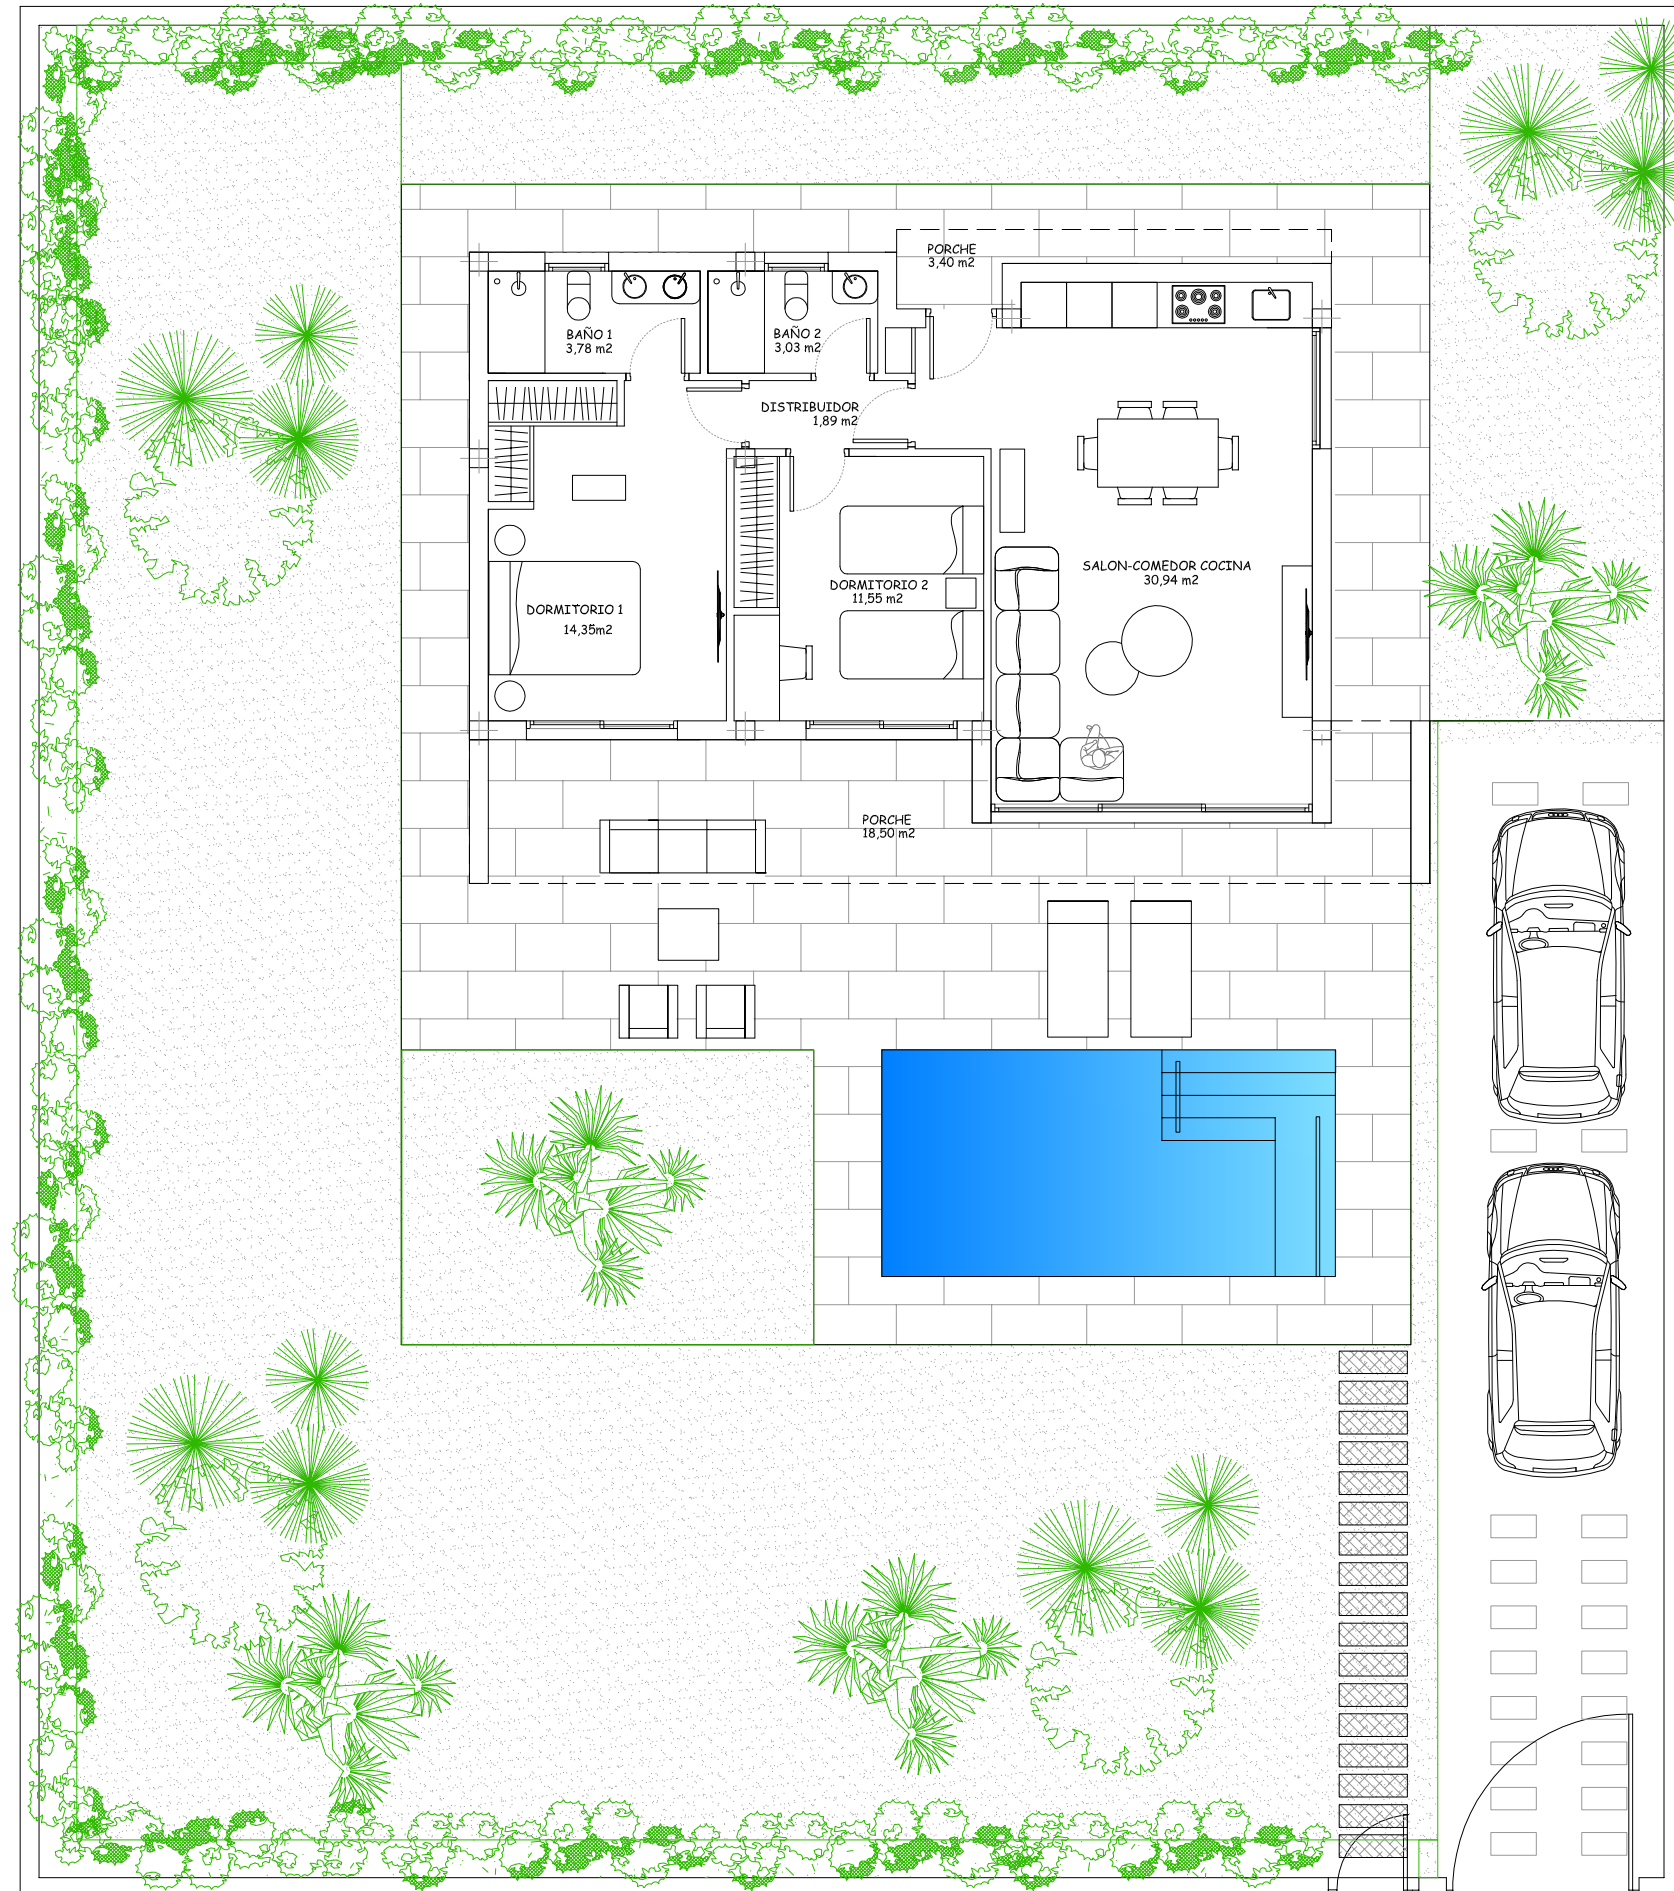 PORCHE
3,40 m2
BAÑO 1
3,78 m2
BAÑO 2
3,03 m2
DISTRIBUIDOR
1,89 m2
SALON-COMEDOR COCINA
30,94 m2
DORMITORIO 2
11,55 m2
DORMITORIO 1
14,35m2
PORCHE
18,50 m2